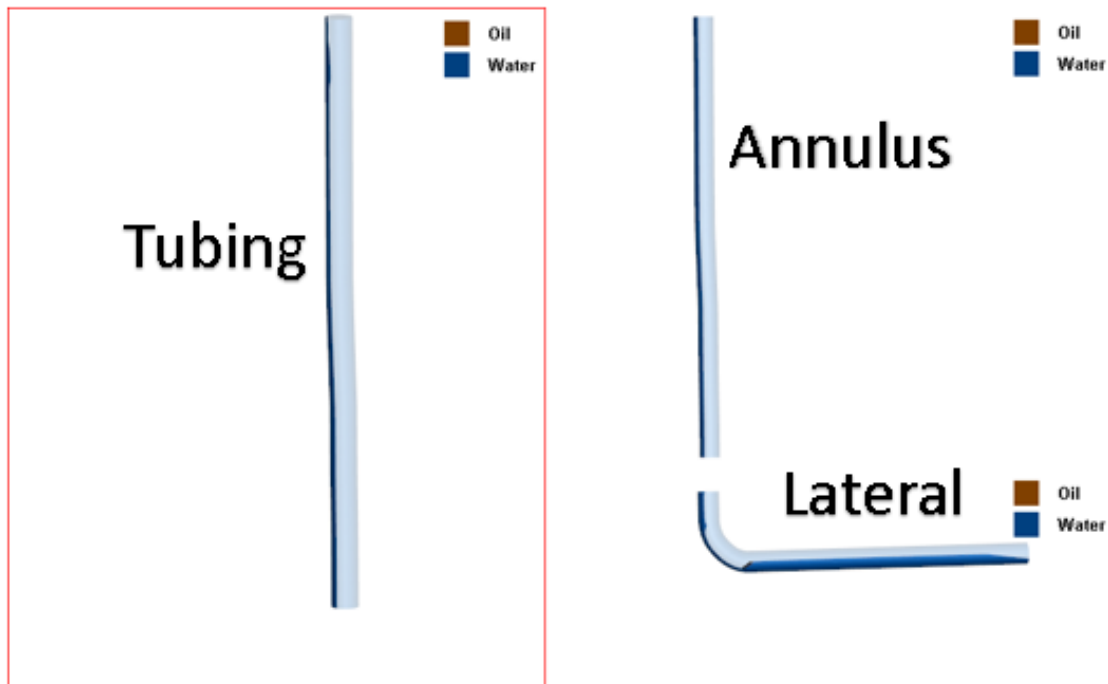 Oil
Water
Tubing
Oil
Water
Annulus
Lateral
Oil
Water